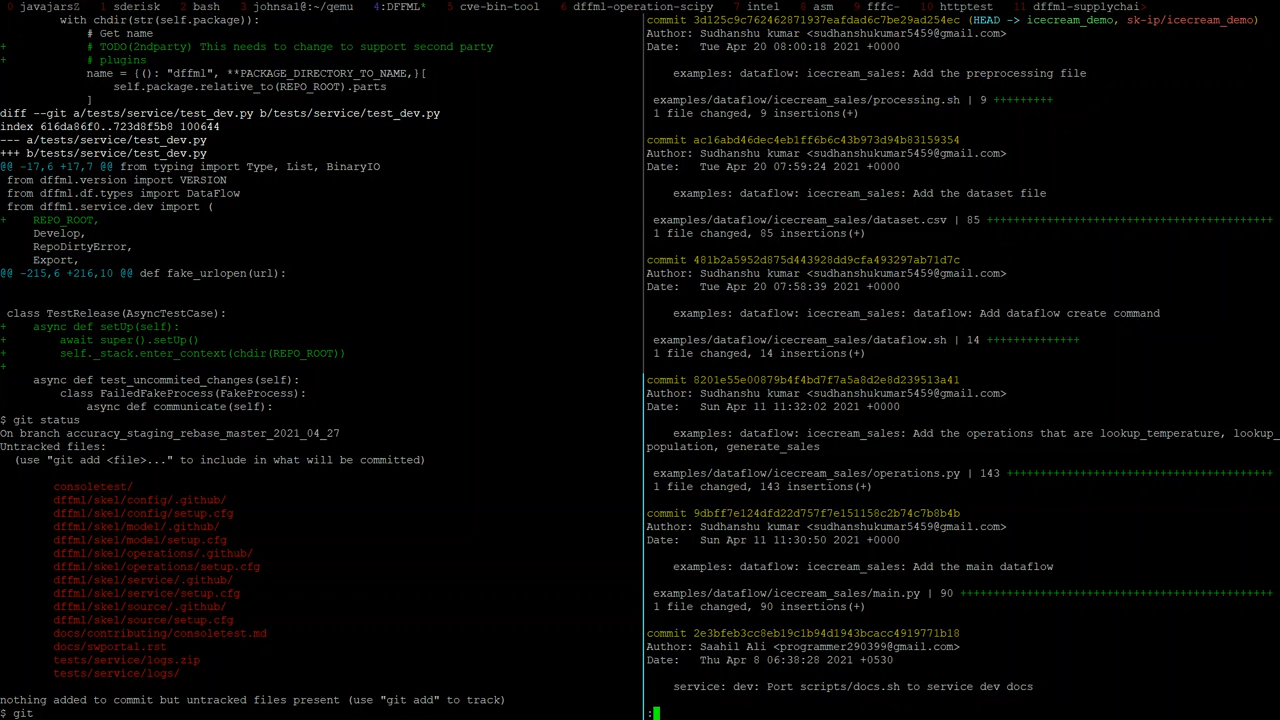 0 javajarsZ  1 sderisk  2 bash  3 johnsal@:~/qemu  4:DFFML*  5 cve-bin-tool  6 dffml-operation-scipy  7 intel  8 asm  9 fffc-  10 httptest  11 dffml-supplychai>
with chdir(str(self.package)):
# Get name
+ # TODO(2ndparty) This needs to change to support second party
+ # plugins
name = {(): "dffml", **PACKAGE_DIRECTORY_TO_NAME,}[
self.package.relative_to(REPO_ROOT).parts
]
diff --git a/tests/service/test_dev.py b/tests/service/test_dev.py
index 616da86f0..723d8f5b8 100644
--- a/tests/service/test_dev.py
+++ b/tests/service/test_dev.py
@@ -17,6 +17,7 @@ from typing import Type, List, BinaryIO
from dffml.version import VERSION
from dffml.df.types import DataFlow
from dffml.service.dev import (
+ REPO_ROOT,
Develop,
RepoDirtyError,
Export,
@@ -215,6 +216,10 @@ def fake_urlopen(url):
class TestRelease(AsyncTestCase):
+ async def setUp(self):
+ await super().setUp()
+ self._stack.enter_context(chdir(REPO_ROOT))
+
async def test_uncommited_changes(self):
class FailedFakeProcess(FakeProcess):
async def communicate(self):
$ git status
On branch accuracy_staging_rebase_master_2021_04_27
Untracked files:
(use "git add <file>..." to include in what will be committed)
consoletest/
dffml/skel/config/.github/
dffml/skel/config/setup.cfg
dffml/skel/model/.github/
dffml/skel/model/setup.cfg
dffml/skel/operations/.github/
dffml/skel/operations/setup.cfg
dffml/skel/service/.github/
dffml/skel/service/setup.cfg
dffml/skel/source/.github/
dffml/skel/source/setup.cfg
docs/contributing/consoletest.md
docs/swportal.rst
tests/service/logs.zip
tests/service/logs/
nothing added to commit but untracked files present (use "git add" to track)
$ git
commit 3d125c9c762462871937eafdad6c7be29ad254ec (HEAD -> icecream_demo, sk-ip/icecream_demo)
Author: Sudhanshu kumar <sudhanshukumar5459@gmail.com>
Date:   Tue Apr 20 08:00:18 2021 +0000
examples: dataflow: icecream_sales: Add the preprocessing file
examples/dataflow/icecream_sales/processing.sh | 9 +++++++++
1 file changed, 9 insertions(+)
commit ac16abd46dec4eb1ff6b6c43b973d94b83159354
Author: Sudhanshu kumar <sudhanshukumar5459@gmail.com>
Date:   Tue Apr 20 07:59:24 2021 +0000
examples: dataflow: icecream_sales: Add the dataset file
examples/dataflow/icecream_sales/dataset.csv | 85 +++++++++++++++++++++++++++++++++++++++++++
1 file changed, 85 insertions(+)
commit 481b2a5952d875d443928dd9cfa493297ab71d7c
Author: Sudhanshu kumar <sudhanshukumar5459@gmail.com>
Date:   Tue Apr 20 07:58:39 2021 +0000
examples: dataflow: icecream_sales: dataflow: Add dataflow create command
examples/dataflow/icecream_sales/dataflow.sh | 14 ++++++++++++++
1 file changed, 14 insertions(+)
commit 8201e55e00879b4f4bd7f7a5a8d2e8d239513a41
Author: Sudhanshu kumar <sudhanshukumar5459@gmail.com>
Date:   Sun Apr 11 11:32:02 2021 +0000
examples: dataflow: icecream_sales: Add the operations that are lookup_temperature, lookup_
population, generate_sales
examples/dataflow/icecream_sales/operations.py | 143 ++++++++++++++++++++++++++++++++++++++++
1 file changed, 143 insertions(+)
commit 9dbff7e124dfd22d757f7e151158c2b74c7b8b4b
Author: Sudhanshu kumar <sudhanshukumar5459@gmail.com>
Date:   Sun Apr 11 11:30:50 2021 +0000
examples: dataflow: icecream_sales: Add the main dataflow
examples/dataflow/icecream_sales/main.py | 90 +++++++++++++++++++++++++++++++++++++++++++++++
1 file changed, 90 insertions(+)
commit 2e3bfeb3cc8eb19c1b94d1943bcacc4919771b18
Author: Saahil Ali <programmer290399@gmail.com>
Date:   Thu Apr 8 06:38:28 2021 +0530
service: dev: Port scripts/docs.sh to service dev docs
: